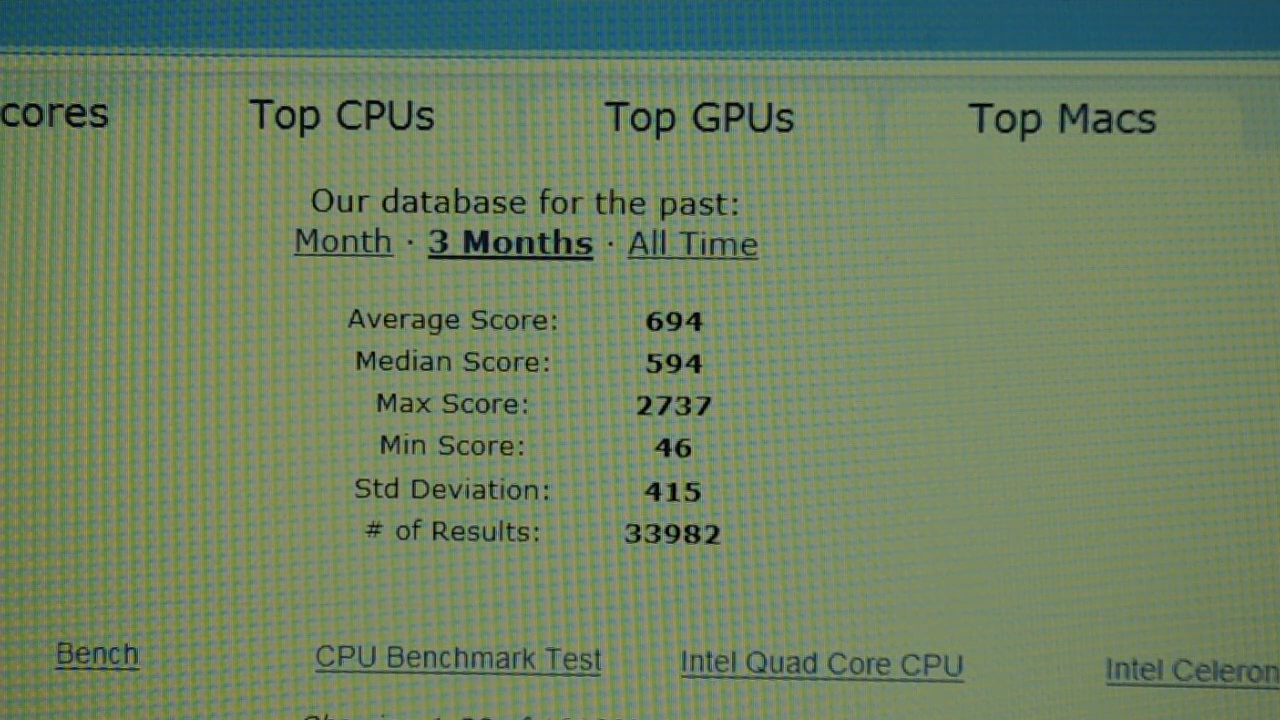 cores Top CPUs Top GPUs Top Macs
Our database for the past:
Month · 3 Months · All Time
Average Score: 694
Median Score: 594
Max Score: 2737
Min Score: 46
Std Deviation: 415
# of Results: 33982
Bench CPU Benchmark Test Intel Quad Core CPU Intel Celeron